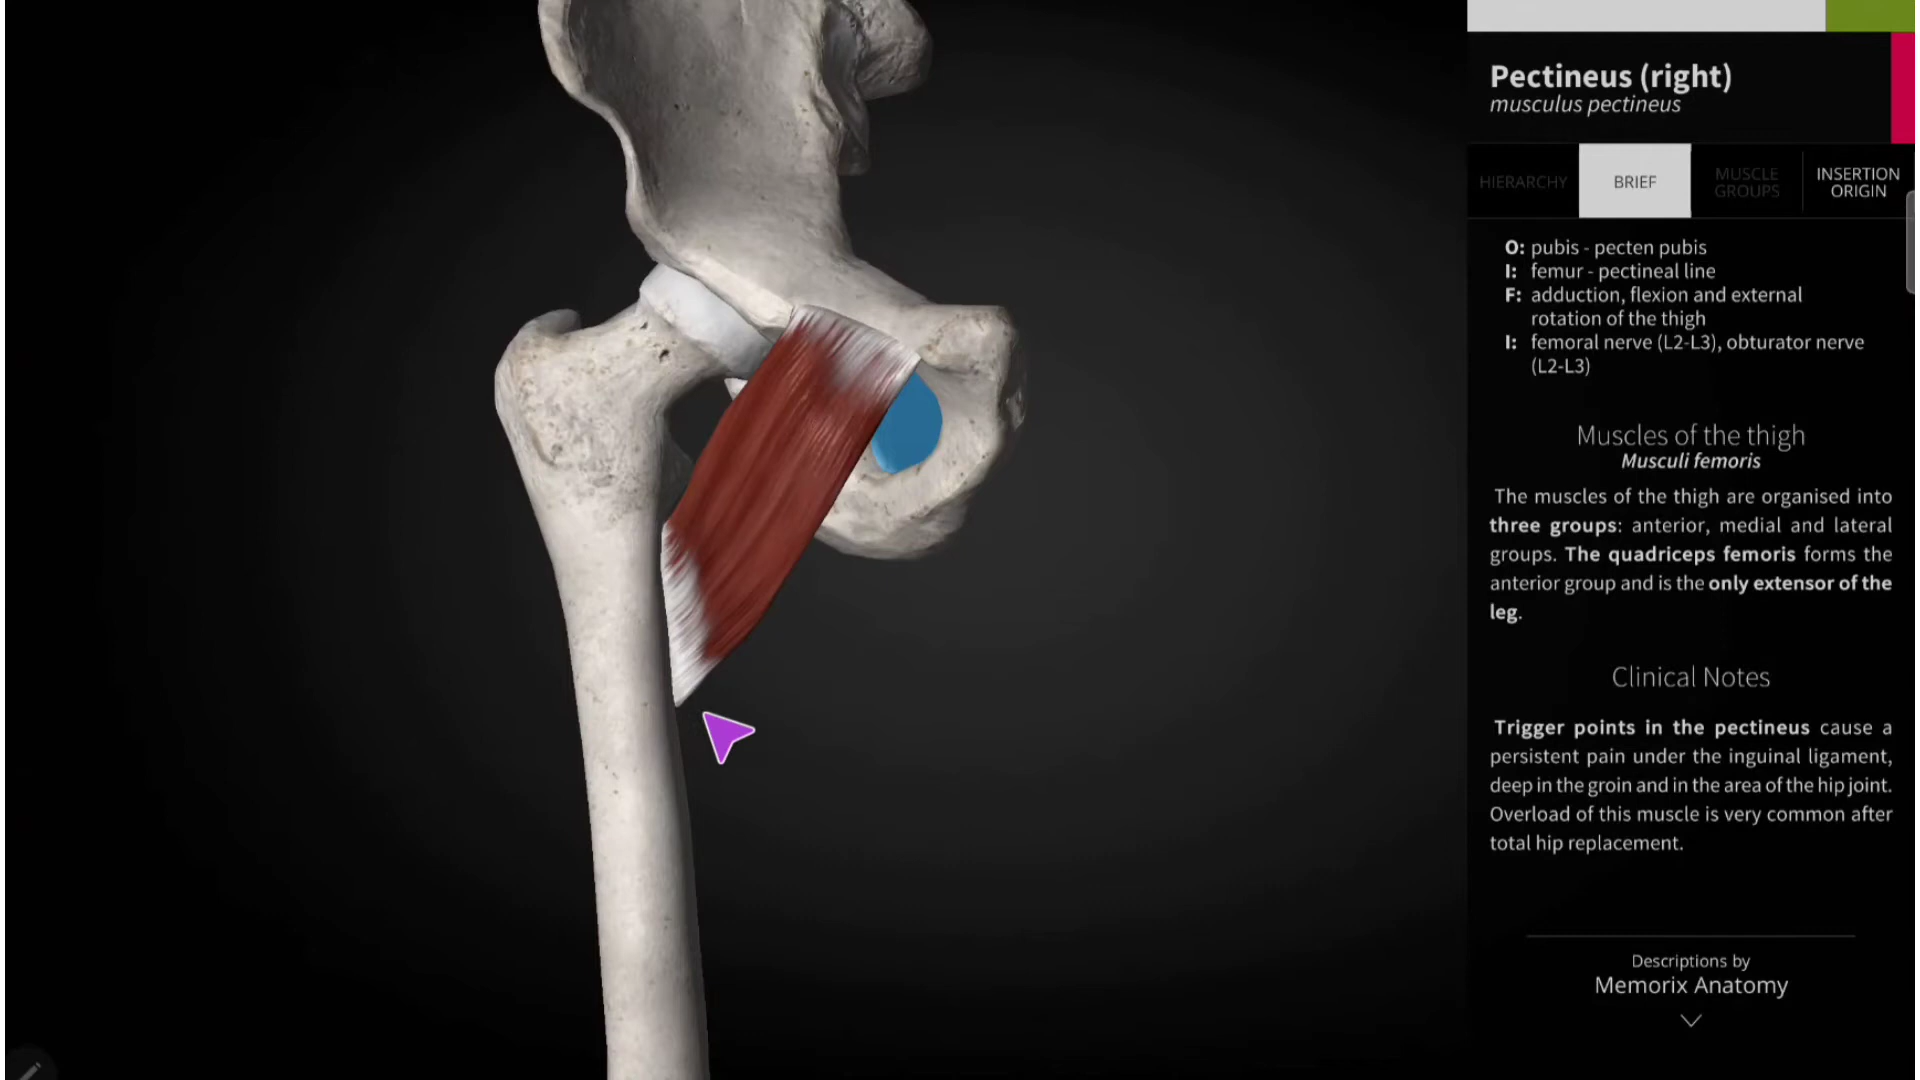 Pectineus (right)
musculus pectineus
HIERARCHY
BRIEF
MUSCLE
GROUPS
INSERTION
ORIGIN
O: pubis - pecten pubis
I: femur - pectineal line
F: adduction, flexion and external
rotation of the thigh
I: femoral nerve (L2-L3), obturator nerve
(L2-L3)
Muscles of the thigh
Musculi femoris
The muscles of the thigh are organised into
three groups: anterior, medial and lateral
groups. The quadriceps femoris forms the
anterior group and is the only extensor of the
leg.
Clinical Notes
Trigger points in the pectineus cause a
persistent pain under the inguinal ligament,
deep in the groin and in the area of the hip joint.
Overload of this muscle is very common after
total hip replacement.
Descriptions by
Memorix Anatomy